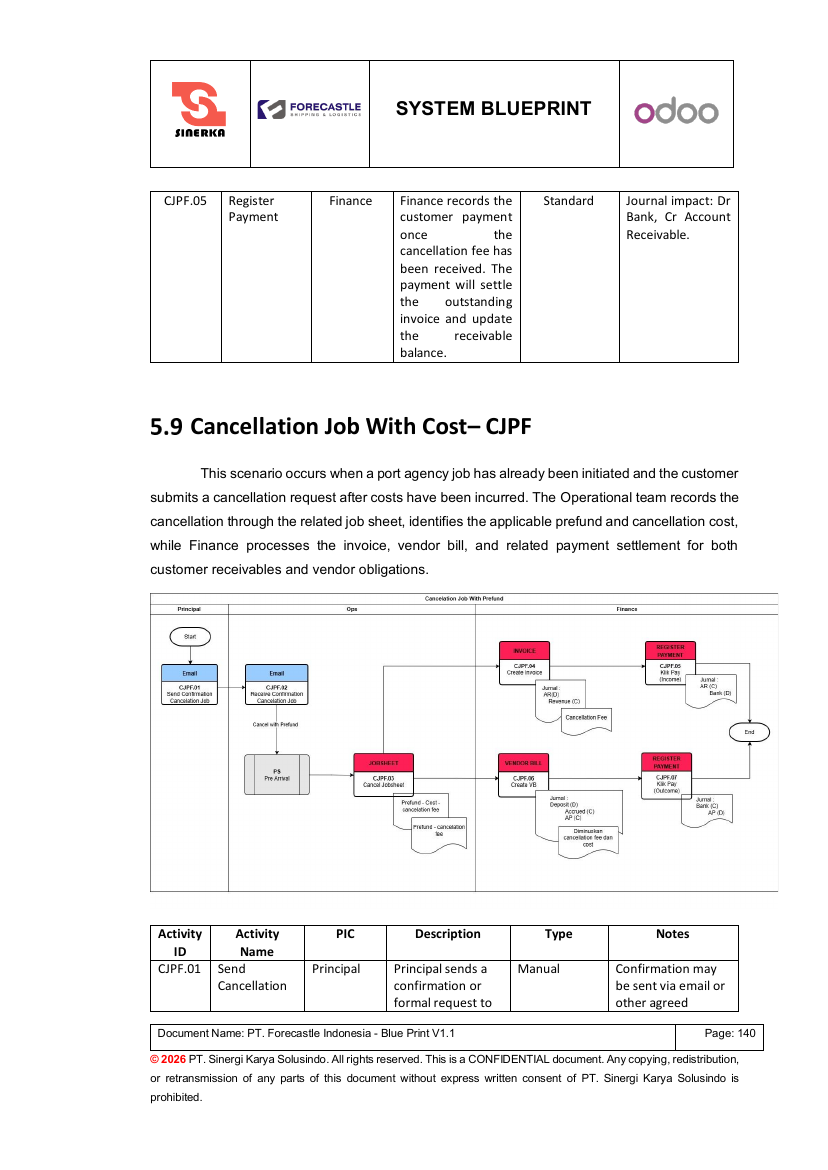 SINERKA
FORECASTLE
SHIPPING & LOGISTICS
SYSTEM BLUEPRINT
odoo
CJPF.05
Register
Payment
Finance
Finance records the
customer payment
once the
cancellation fee has
been received. The
payment will settle
the outstanding
invoice and update
the receivable
balance.
Standard
Journal impact: Dr
Bank, Cr Account
Receivable.
5.9 Cancellation Job With Cost– CJPF
This scenario occurs when a port agency job has already been initiated and the customer
submits a cancellation request after costs have been incurred. The Operational team records the
cancellation through the related job sheet, identifies the applicable prefund and cancellation cost,
while Finance processes the invoice, vendor bill, and related payment settlement for both
customer receivables and vendor obligations.
Cancelation Job With Prefund
Principal
Ops
Finance
Start
Email
CJPF.01
Send Confirmation
Cancelation Job
Email
CJPF.02
Receive Confirmation
Cancelation Job
Cancel with Prefund
PS
Pre Arrival
JOBSHEET
CJPF.03
Cancel Jobsheet
Prefund - Cost -
cancelation fee
Prefund - cancelation
fee
INVOICE
CJPF.04
Create Invoice
Jurnal :
AR(D)
Revenue (C)
Cancellation Fee
REGISTER
PAYMENT
CJPF.05
Klik Pay
(Income)
Jurnal :
AR (C)
Bank (D)
End
VENDOR BILL
CJPF.06
Create VB
Jurnal :
Deposit (D)
Accrued (C)
AP (C)
Diminuskan
cancellation fee dan
cost
REGISTER
PAYMENT
CJPF.07
Klik Pay
(Outcome)
Jurnal :
Bank (C)
AP (D)
Activity
ID
Activity
Name
PIC
Description
Type
Notes
CJPF.01
Send
Cancellation
Principal
Principal sends a
confirmation or
formal request to
Manual
Confirmation may
be sent via email or
other agreed
Document Name: PT. Forecastle Indonesia - Blue Print V1.1
Page: 140
© 2026 PT. Sinergi Karya Solusindo. All rights reserved. This is a CONFIDENTIAL document. Any copying, redistribution,
or retransmission of any parts of this document without express written consent of PT. Sinergi Karya Solusindo is
prohibited.